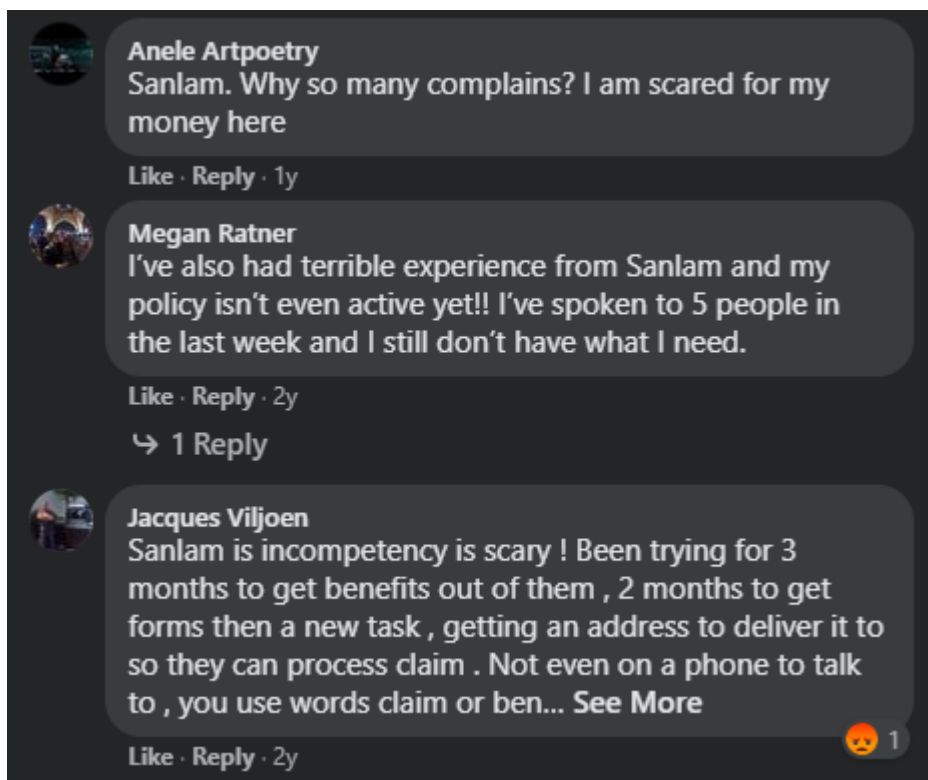 Anele Artpoetry
Sanlam. Why so many complains? I am scared for my
money here
Like · Reply · 1y
Megan Ratner
I've also had terrible experience from Sanlam and my
policy isn't even active yet!! I've spoken to 5 people in
the last week and I still don't have what I need.
Like · Reply · 2y
1 Reply
Jacques Viljoen
Sanlam is incompetency is scary ! Been trying for 3
months to get benefits out of them , 2 months to get
forms then a new task , getting an address to deliver it to
so they can process claim . Not even on a phone to talk
to , you use words claim or ben... See More
1
Like · Reply · 2y